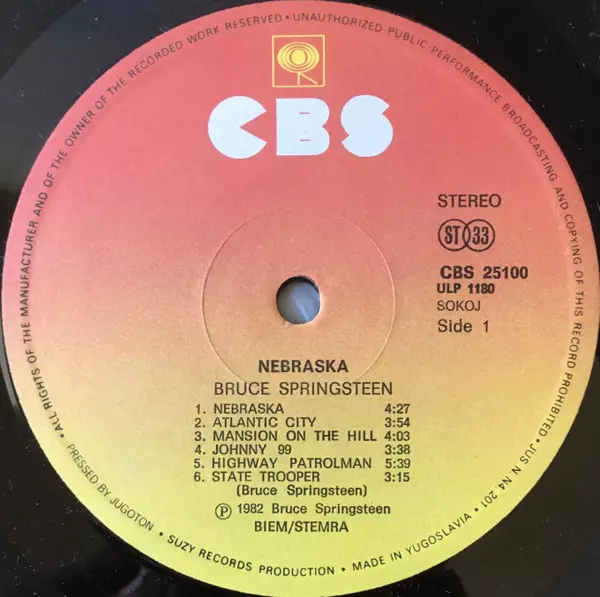 • ALL RIGHTS OF THE MANUFACTURER AND OF THE OWNER OF THE RECORDED WORK RESERVED • UNAUTHORIZED PUBLIC PERFORMANCE BROADCASTING AND COPYING OF THIS RECORD PROHIBITED • JUS N N4 201
CBS
STEREO
ST 33
CBS 25100
ULP 1180
SOKOJ
Side 1
NEBRASKA
BRUCE SPRINGSTEEN
1. NEBRASKA 4:27
2. ATLANTIC CITY 3:54
3. MANSION ON THE HILL 4:03
4. JOHNNY 99 3:38
5. HIGHWAY PATROLMAN 5:39
6. STATE TROOPER 3:15
(Bruce Springsteen)
Ⓟ 1982 Bruce Springsteen
BIEM/STEMRA
PRESSED BY JUGOTON • SUZY RECORDS PRODUCTION • MADE IN YUGOSLAVIA •